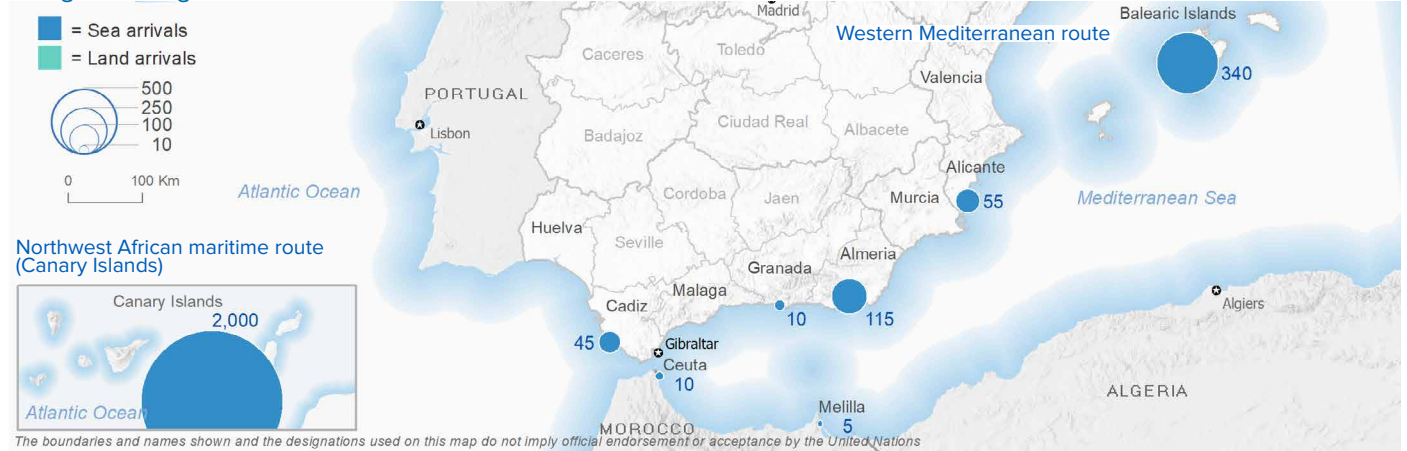 Madrid
Balearic Islands
= Sea arrivals
Western Mediterranean route
Caceres
Toledo
= Land arrivals
340
Valencia
500
PORTUGAL
250
100
Ciudad Real
Lisbon
Badajoz
Albacete
10
Alicante
0 100 Km
Atlantic Ocean
Cordoba
Jaen
Murcia
55
Mediterranean Sea
Huelva
Seville
Northwest African maritime route
(Canary Islands)
Almeria
Granada
Malaga
Canary Islands
Cadiz
Algiers
2,000
10
115
45
Gibraltar
Ceuta
10
ALGERIA
Atlantic Ocean
Melilla
5
MOROCCO
The boundaries and names shown and the designations used on this map do not imply official endorsement or acceptance by the United Nations